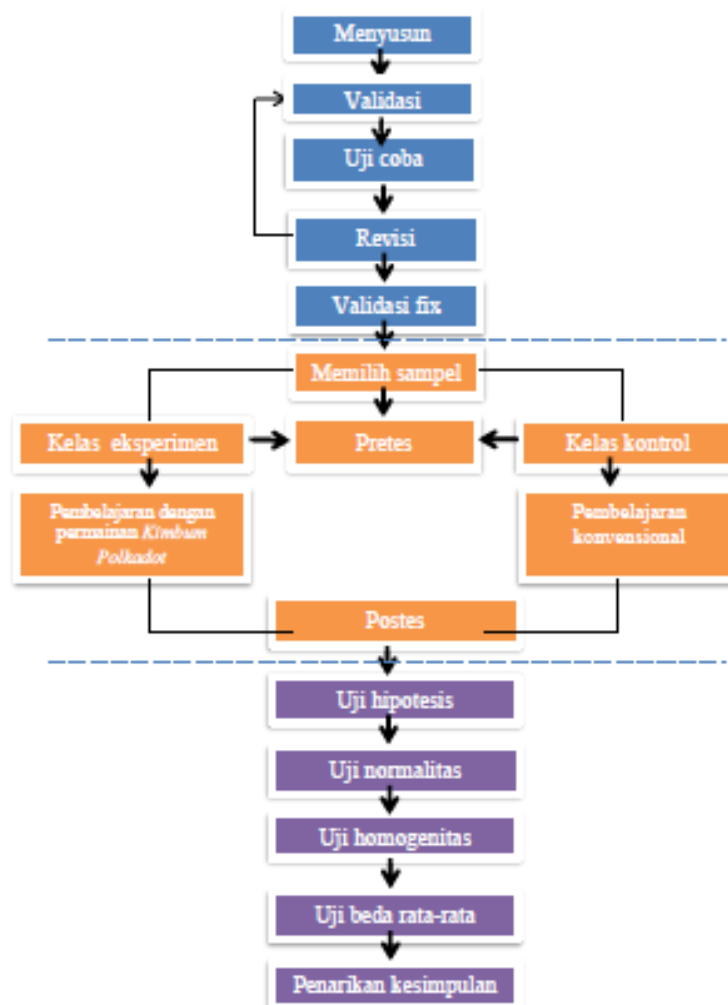 Menyusun
Validasi
Uji coba
Revisi
Validasi fix
Memilih sampel
Kelas eksperimen
Pretes
Kelas kontrol
Pembelajaran dengan
permainan Kimbum
Polkadot
Pembelajaran
konvensional
Postes
Uji hipotesis
Uji normalitas
Uji homogenitas
Uji beda rata-rata
Penarikan kesimpulan